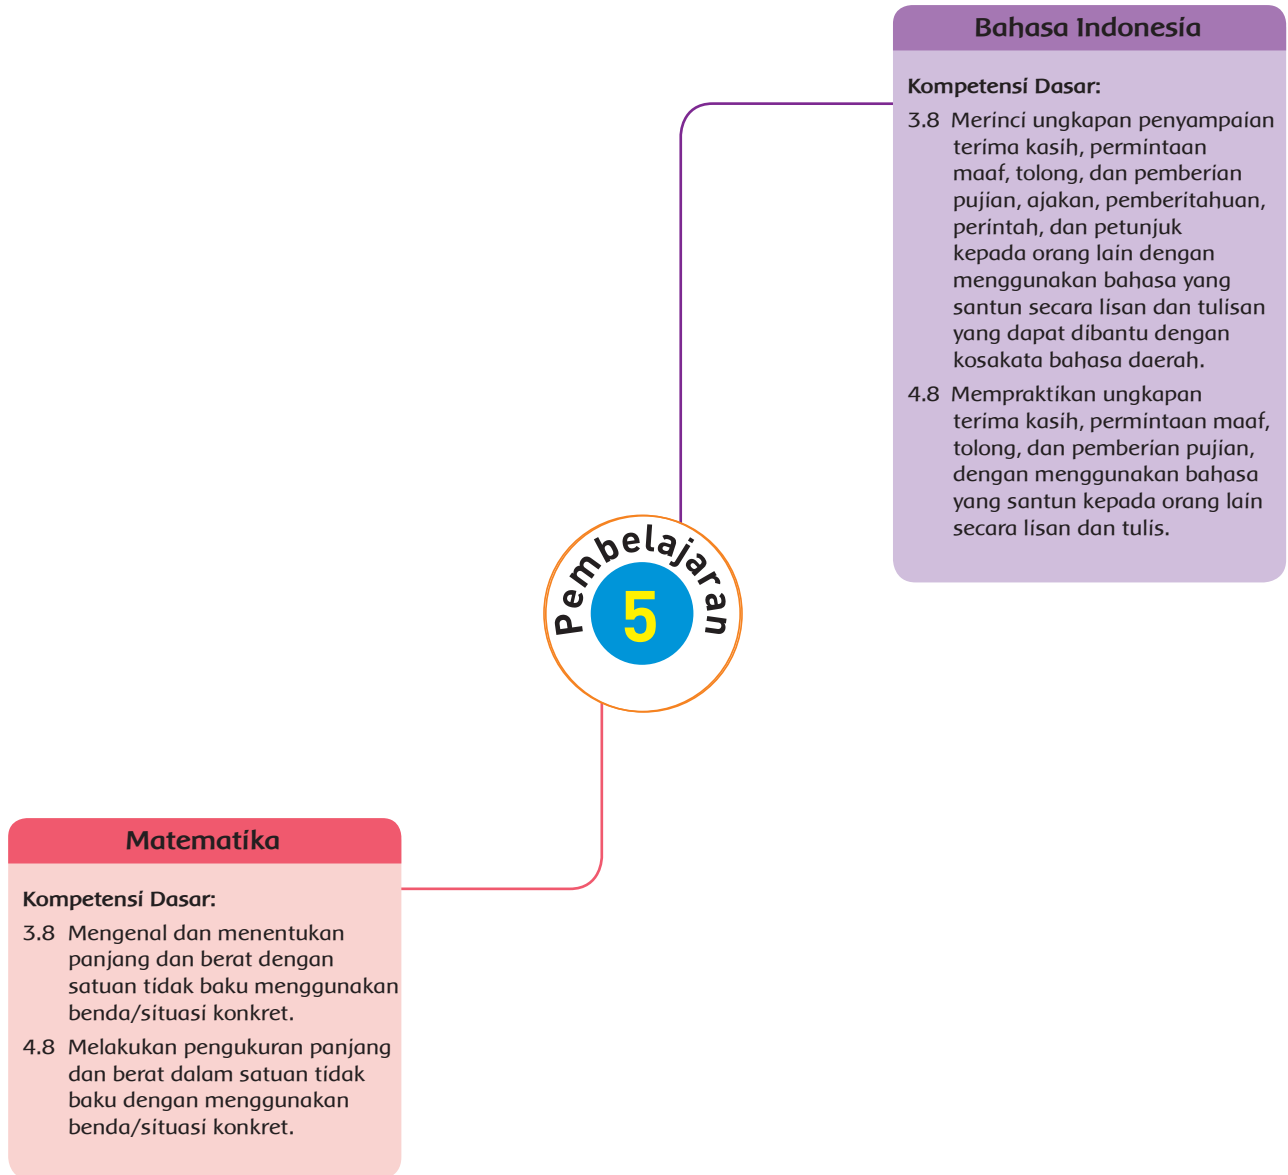 Bahasa Indonesia
Kompetensi Dasar:
3.8 Merinci ungkapan penyampaian
terima kasih, permintaan
maaf, tolong, dan pemberian
pujian, ajakan, pemberitahuan,
perintah, dan petunjuk
kepada orang lain dengan
menggunakan bahasa yang
santun secara lisan dan tulisan
yang dapat dibantu dengan
kosakata bahasa daerah.
4.8 Mempraktikan ungkapan
terima kasih, permintaan maaf,
tolong, dan pemberian pujian,
dengan menggunakan bahasa
yang santun kepada orang lain
secara lisan dan tulis.
Pembelajaran
5
Matematika
Kompetensi Dasar:
3.8 Mengenal dan menentukan
panjang dan berat dengan
satuan tidak baku menggunakan
benda/situasi konkret.
4.8 Melakukan pengukuran panjang
dan berat dalam satuan tidak
baku dengan menggunakan
benda/situasi konkret.